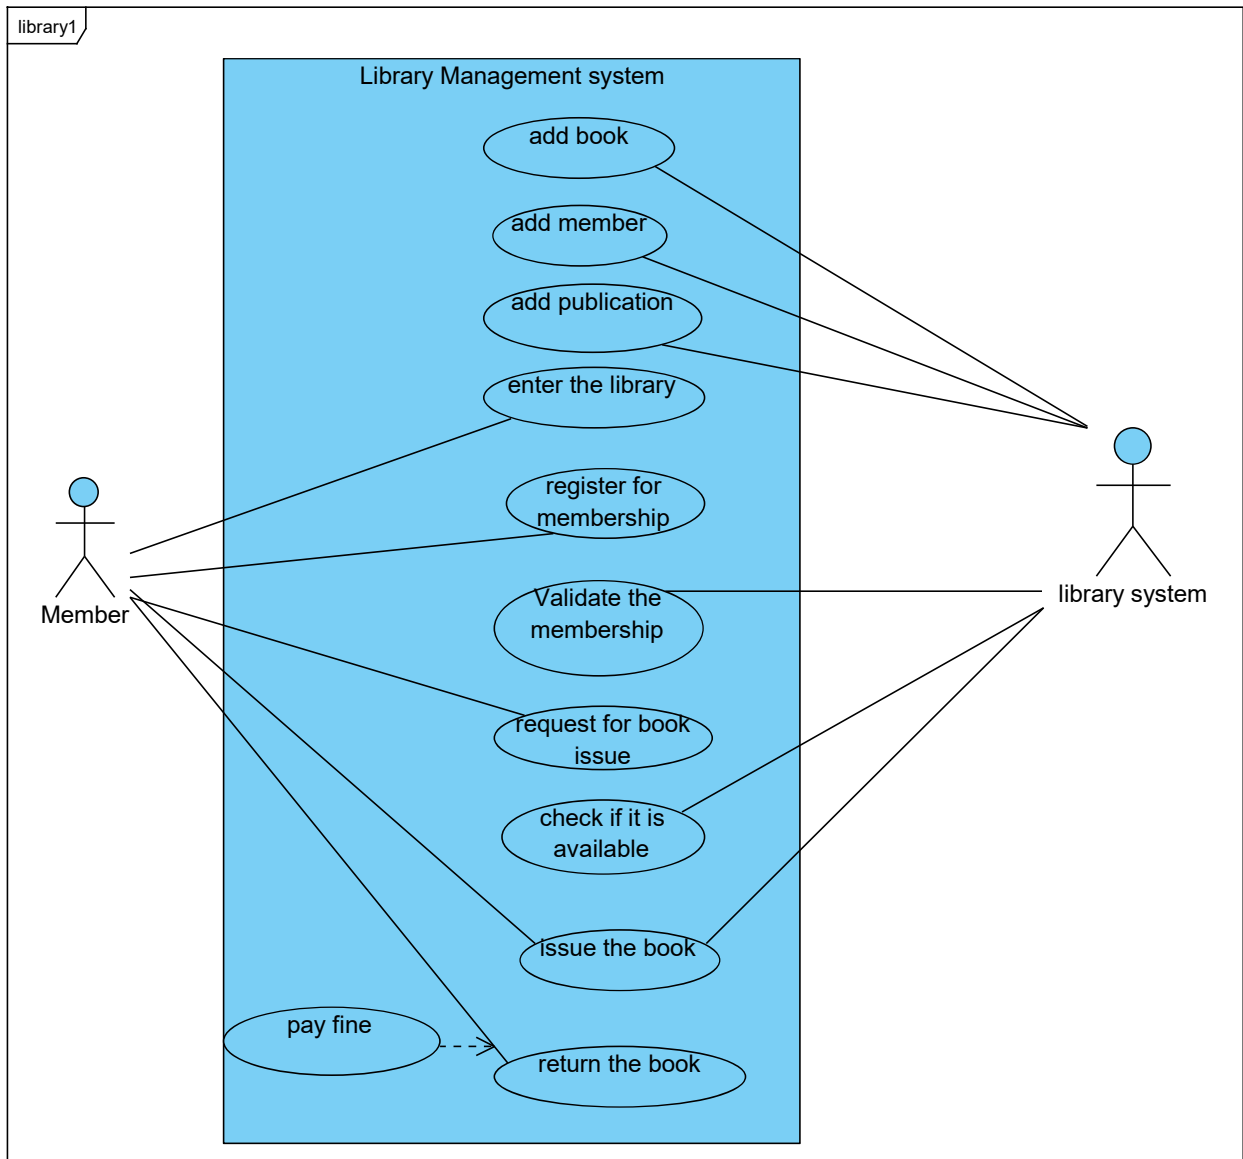 library1
Library Management system
add book
add member
add publication
enter the library
register for
membership
Member
Validate the
membership
library system
request for book
issue
check if it is
available
issue the book
pay fine
return the book